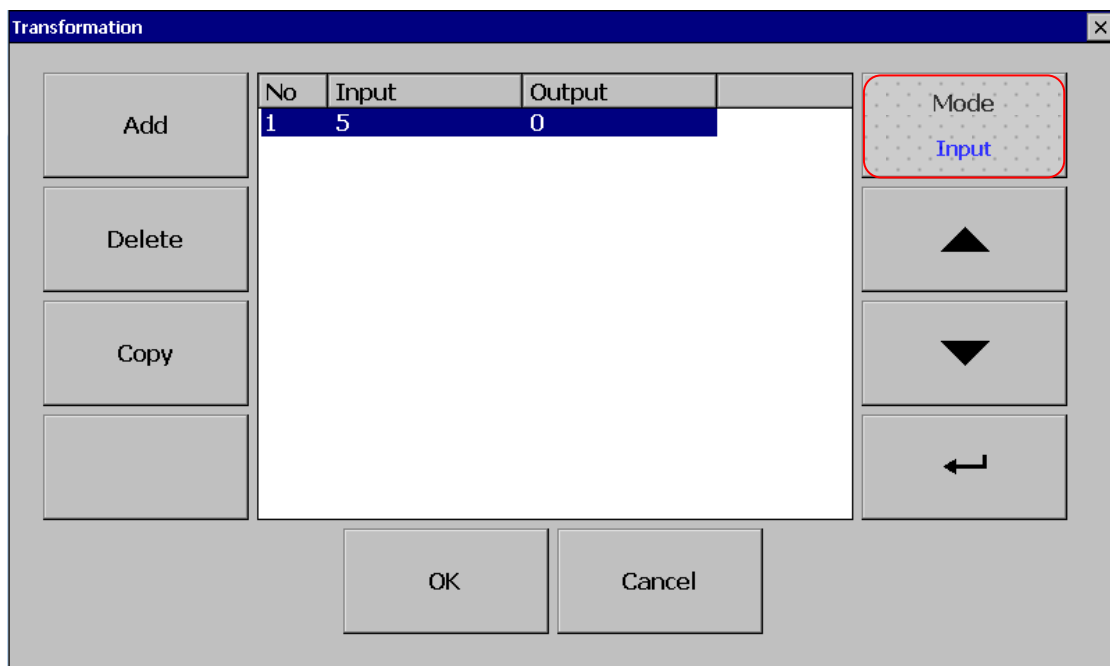 Transformation
Add
Delete
Copy
No Input Output
1 5 0
Mode
Input
OK Cancel